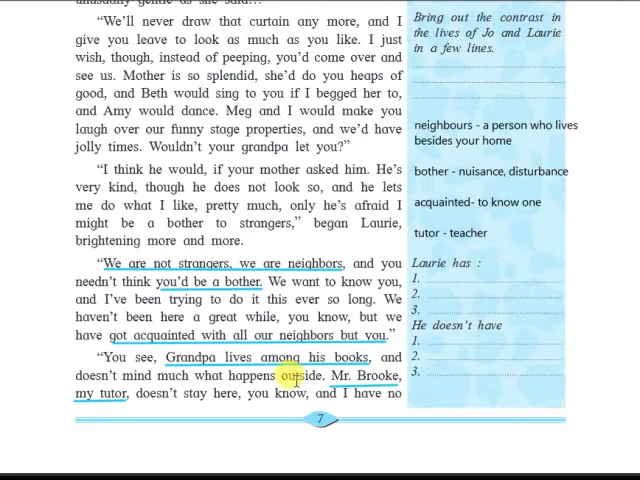 unusually gentle as she said...
"We'll never draw that curtain any more, and I
give you leave to look as much as you like. I just
wish, though, instead of peeping, you'd come over and
see us. Mother is so splendid, she'd do you heaps of
good, and Beth would sing to you if I begged her to,
and Amy would dance. Meg and I would make you
laugh over our funny stage properties, and we'd have
jolly times. Wouldn't your grandpa let you?"
"I think he would, if your mother asked him. He's
very kind, though he does not look so, and he lets
me do what I like, pretty much, only he's afraid I
might be a bother to strangers," began Laurie,
brightening more and more.
"We are not strangers, we are neighbors, and you
needn't think you'd be a bother. We want to know you,
and I've been trying to do it this ever so long. We
haven't been here a great while, you know, but we
have got acquainted with all our neighbors but you."
"You see, Grandpa lives among his books, and
doesn't mind much what happens outside. Mr. Brooke,
my tutor, doesn't stay here, you know, and I have no
7
Bring out the contrast in
the lives of Jo and Laurie
in a few lines.
neighbours - a person who lives
besides your home
bother - nuisance, disturbance
acquainted- to know one
tutor - teacher
Laurie has :
1.
2.
3.
He doesn't have
1.
2.
3.